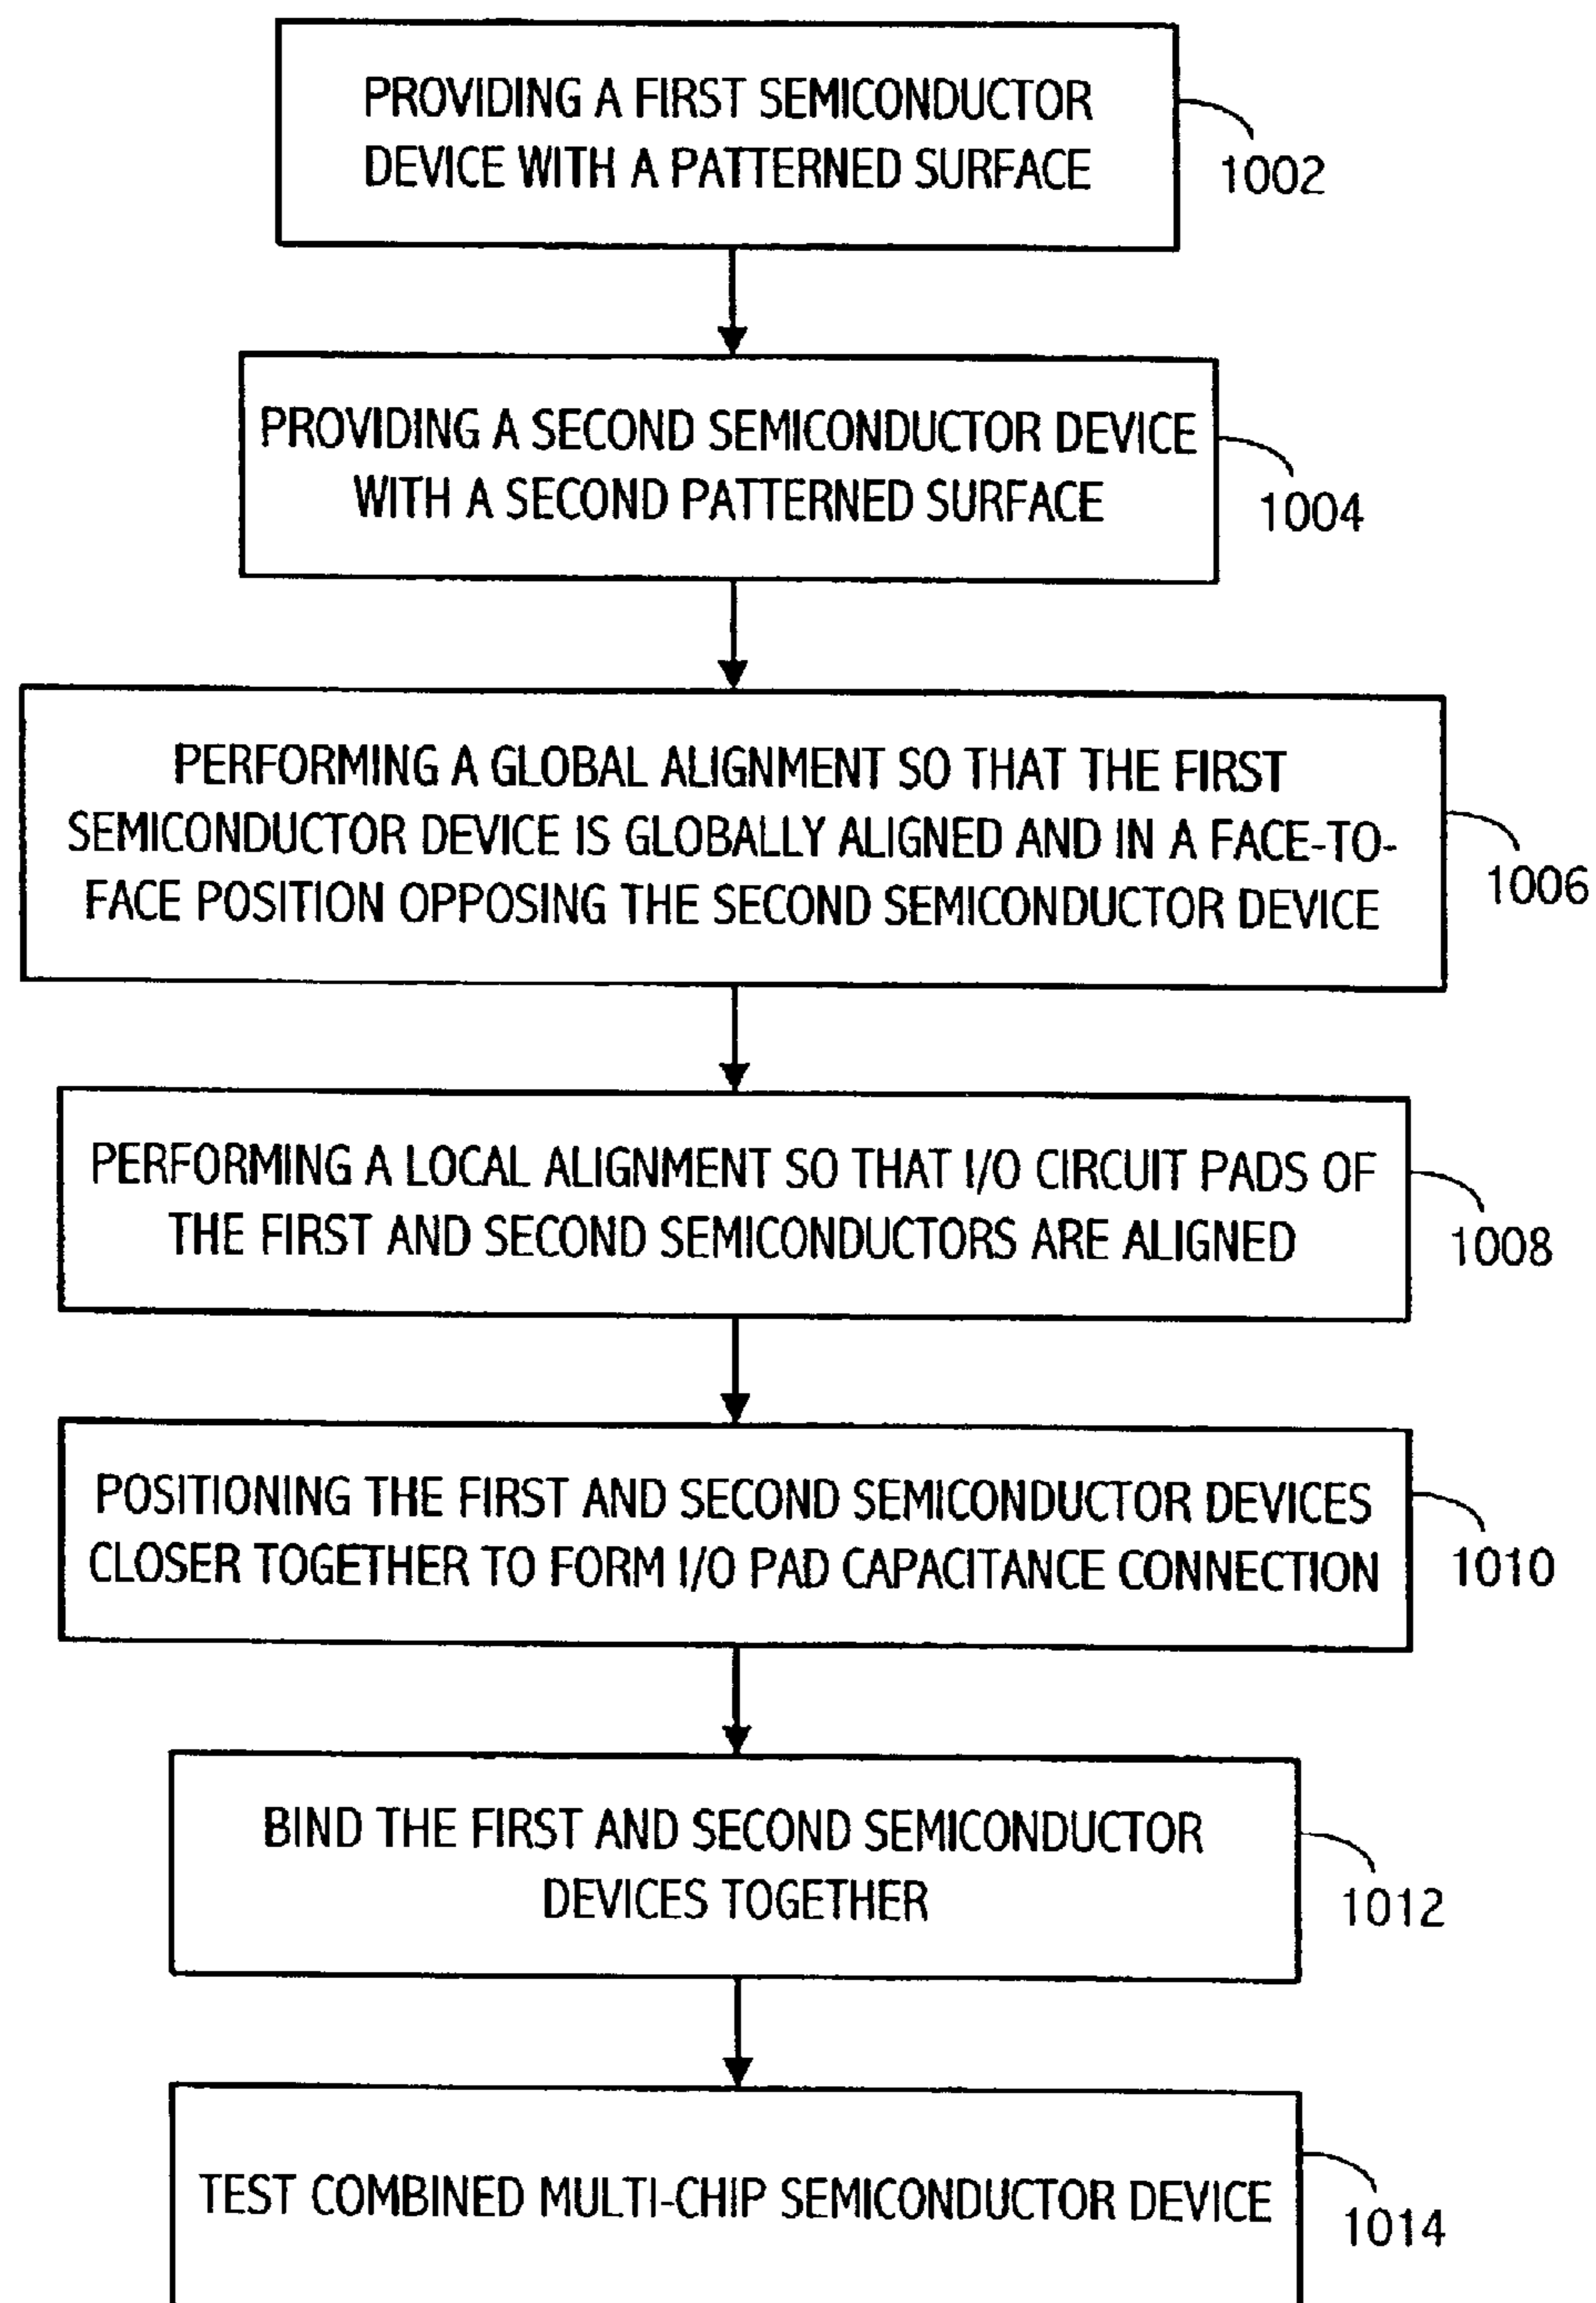 PROVIDING A FIRST SEMICONDUCTOR
DEVICE WITH A PATTERNED SURFACE
1002
PROVIDING A SECOND SEMICONDUCTOR DEVICE
WITH A SECOND PATTERNED SURFACE
1004
PERFORMING A GLOBAL ALIGNMENT SO THAT THE FIRST
SEMICONDUCTOR DEVICE IS GLOBALLY ALIGNED AND IN A FACE-TO-
FACE POSITION OPPOSING THE SECOND SEMICONDUCTOR DEVICE
1006
PERFORMING A LOCAL ALIGNMENT SO THAT I/O CIRCUIT PADS OF
THE FIRST AND SECOND SEMICONDUCTORS ARE ALIGNED
1008
POSITIONING THE FIRST AND SECOND SEMICONDUCTOR DEVICES
CLOSER TOGETHER TO FORM I/O PAD CAPACITANCE CONNECTION
1010
BIND THE FIRST AND SECOND SEMICONDUCTOR
DEVICES TOGETHER
1012
TEST COMBINED MULTI-CHIP SEMICONDUCTOR DEVICE
1014